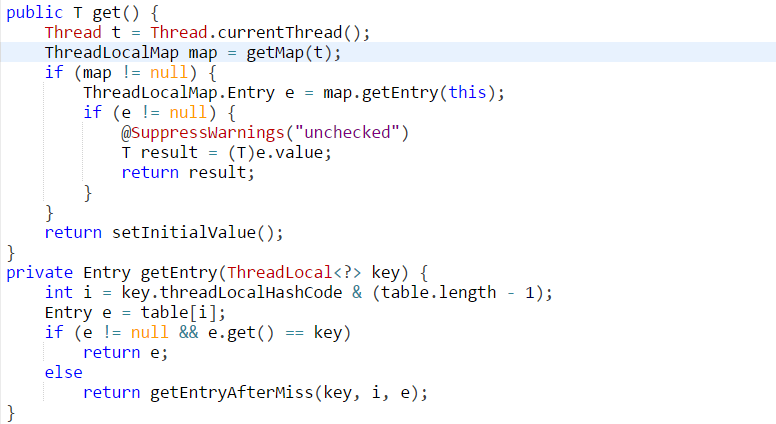 public T get() {
    Thread t = Thread.currentThread();
    ThreadLocalMap map = getMap(t);
    if (map != null) {
        ThreadLocalMap.Entry e = map.getEntry(this);
        if (e != null) {
            @SuppressWarnings("unchecked")
            T result = (T)e.value;
            return result;
        }
    }
    return setInitialValue();
}
private Entry getEntry(ThreadLocal<?> key) {
    int i = key.threadLocalHashCode & (table.length - 1);
    Entry e = table[i];
    if (e != null && e.get() == key)
        return e;
    else
        return getEntryAfterMiss(key, i, e);
}